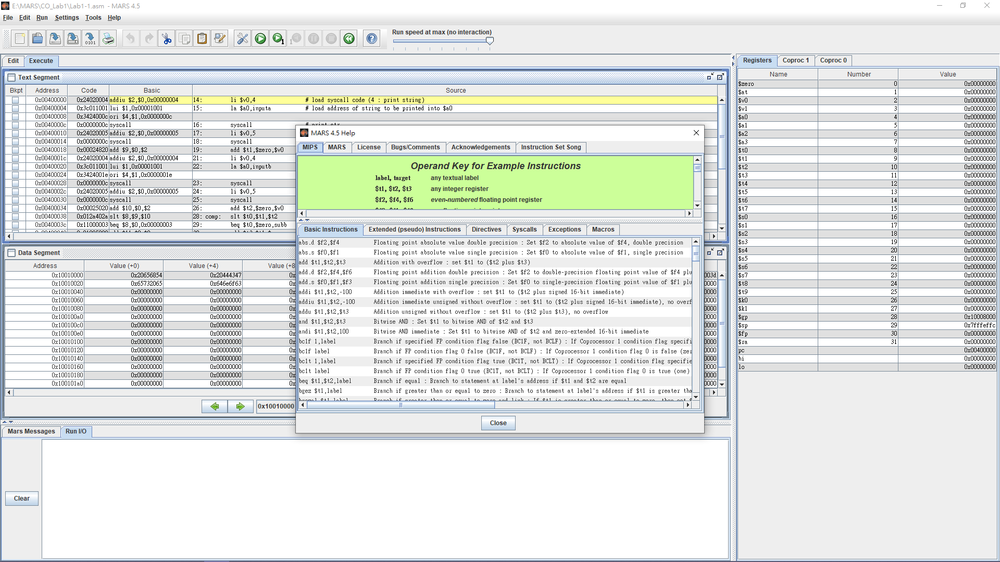 E:\MARS\CO_Lab1\Lab1-1.asm - MARS 4.5
File Edit Run Settings Tools Help
Run speed at max (no interaction)
Edit Execute
Text Segment
Bkpt Address Code Basic Source
0x00400000 0x24020004 addiu $2,$0,0x00000004 14: li $v0,4 # load syscall code (4 : print string)
0x00400004 0x3c011001 lui $1,0x00001001 15: la $a0,inputa # load address of string to be printed into $a0
0x00400008 0x3424000c ori $4,$1,0x0000000c
0x0040000c 0x0000000c syscall 16: syscall # print str
0x00400010 0x24020005 addiu $2,$0,0x00000005 17: li $v0,5
0x00400014 0x0000000c syscall 18: syscall
0x00400018 0x00024820 add $9,$0,$2 19: add $t1,$zero,$v0
0x0040001c 0x24020004 addiu $2,$0,0x00000004 21: li $v0,4
0x00400020 0x3c011001 lui $1,0x00001001 22: la $a0,inputb
0x00400024 0x3424001e ori $4,$1,0x0000001e
0x00400028 0x0000000c syscall 23: syscall
0x0040002c 0x24020005 addiu $2,$0,0x00000005 24: li $v0,5
0x00400030 0x0000000c syscall 25: syscall
0x00400034 0x00025020 add $10,$0,$2 26: add $t2,$zero,$v0
0x00400038 0x012a402a slt $8,$9,$10 28: comp: slt $t0,$t1,$t2
0x0040003c 0x11000003 beq $8,$0,0x00000003 29: beq $t0,$zero,subb
Data Segment
Address Value (+0) Value (+4) Value (+8
0x10010000 0x20656854 0x20444347 0x 003d
0x10010020 0x65732065 0x646e6f63 0x 0000
0x10010040 0x00000000 0x00000000 0x 0000
0x10010060 0x00000000 0x00000000 0x 0000
0x10010080 0x00000000 0x00000000 0x 0000
0x100100a0 0x00000000 0x00000000 0x 0000
0x100100c0 0x00000000 0x00000000 0x 0000
0x100100e0 0x00000000 0x00000000 0x 0000
0x10010100 0x00000000 0x00000000 0x 0000
0x10010120 0x00000000 0x00000000 0x 0000
0x10010140 0x00000000 0x00000000 0x 0000
0x10010160 0x00000000 0x00000000 0x 0000
0x10010180 0x00000000 0x00000000 0x 0000
0x100101a0 0x00000000 0x00000000 0x 0000
0x10010000
Mars Messages Run I/O
Clear
MARS 4.5 Help
MIPS MARS License Bugs/Comments Acknowledgements Instruction Set Song
Operand Key for Example Instructions
label, target any textual label
$t1, $t2, $t3 any integer register
$f2, $f4, $f6 even-numbered floating point register
Basic Instructions Extended (pseudo) Instructions Directives Syscalls Exceptions Macros
abs.d $f2,$f4 Floating point absolute value double precision : Set $f2 to absolute value of $f4, double precision
abs.s $f0,$f1 Floating point absolute value single precision : Set $f0 to absolute value of $f1, single precision
add $t1,$t2,$t3 Addition with overflow : set $t1 to ($t2 plus $t3)
add.d $f2,$f4,$f6 Floating point addition double precision : Set $f2 to double-precision floating point value of $f4 plu
add.s $f0,$f1,$f3 Floating point addition single precision : Set $f0 to single-precision floating point value of $f1 plu
addi $t1,$t2,-100 Addition immediate with overflow : set $t1 to ($t2 plus signed 16-bit immediate)
addiu $t1,$t2,-100 Addition immediate unsigned without overflow : set $t1 to ($t2 plus signed 16-bit immediate), no overf
addu $t1,$t2,$t3 Addition unsigned without overflow : set $t1 to ($t2 plus $t3), no overflow
and $t1,$t2,$t3 Bitwise AND : Set $t1 to bitwise AND of $t2 and $t3
andi $t1,$t2,100 Bitwise AND immediate : Set $t1 to bitwise AND of $t2 and zero-extended 16-bit immediate
bc1f 1,label Branch if specified FP condition flag false (BC1F, not BCLF) : If Coprocessor 1 condition flag specifi
bc1f label Branch if FP condition flag 0 false (BC1F, not BCLF) : If Coprocessor 1 condition flag 0 is false (zer
bc1t 1,label Branch if specified FP condition flag true (BC1T, not BCLT) : If Coprocessor 1 condition flag specifie
bc1t label Branch if FP condition flag 0 true (BC1T, not BCLT) : If Coprocessor 1 condition flag 0 is true (one)
beq $t1,$t2,label Branch if equal : Branch to statement at label's address if $t1 and $t2 are equal
bgez $t1,label Branch if greater than or equal to zero : Branch to statement at label's address if $t1 is greater tha
Close
Registers Coproc 1 Coproc 0
Name Number Value
$zero 0 0x00000000
$at 1 0x00000000
$v0 2 0x00000000
$v1 3 0x00000000
$a0 4 0x00000000
$a1 5 0x00000000
$a2 6 0x00000000
$a3 7 0x00000000
$t0 8 0x00000000
$t1 9 0x00000000
$t2 10 0x00000000
$t3 11 0x00000000
$t4 12 0x00000000
$t5 13 0x00000000
$t6 14 0x00000000
$t7 15 0x00000000
$s0 16 0x00000000
$s1 17 0x00000000
$s2 18 0x00000000
$s3 19 0x00000000
$s4 20 0x00000000
$s5 21 0x00000000
$s6 22 0x00000000
$s7 23 0x00000000
$t8 24 0x00000000
$t9 25 0x00000000
$k0 26 0x00000000
$k1 27 0x00000000
$gp 28 0x10008000
$sp 29 0x7fffeffc
$fp 30 0x00000000
$ra 31 0x00000000
pc 0x00400000
hi 0x00000000
lo 0x00000000